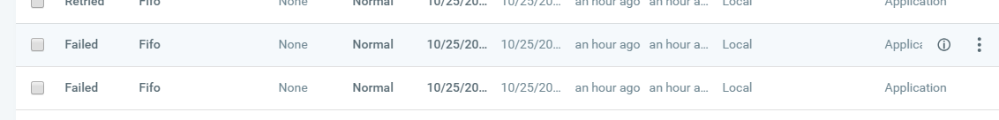 Retried Fifo None Normal 10/25/20... 10/25/20... an hour ago an hour a... Local Application
Failed Fifo None Normal 10/25/20... 10/25/20... an hour ago an hour a... Local Applica
Failed Fifo None Normal 10/25/20... 10/25/20... an hour ago an hour a... Local Application